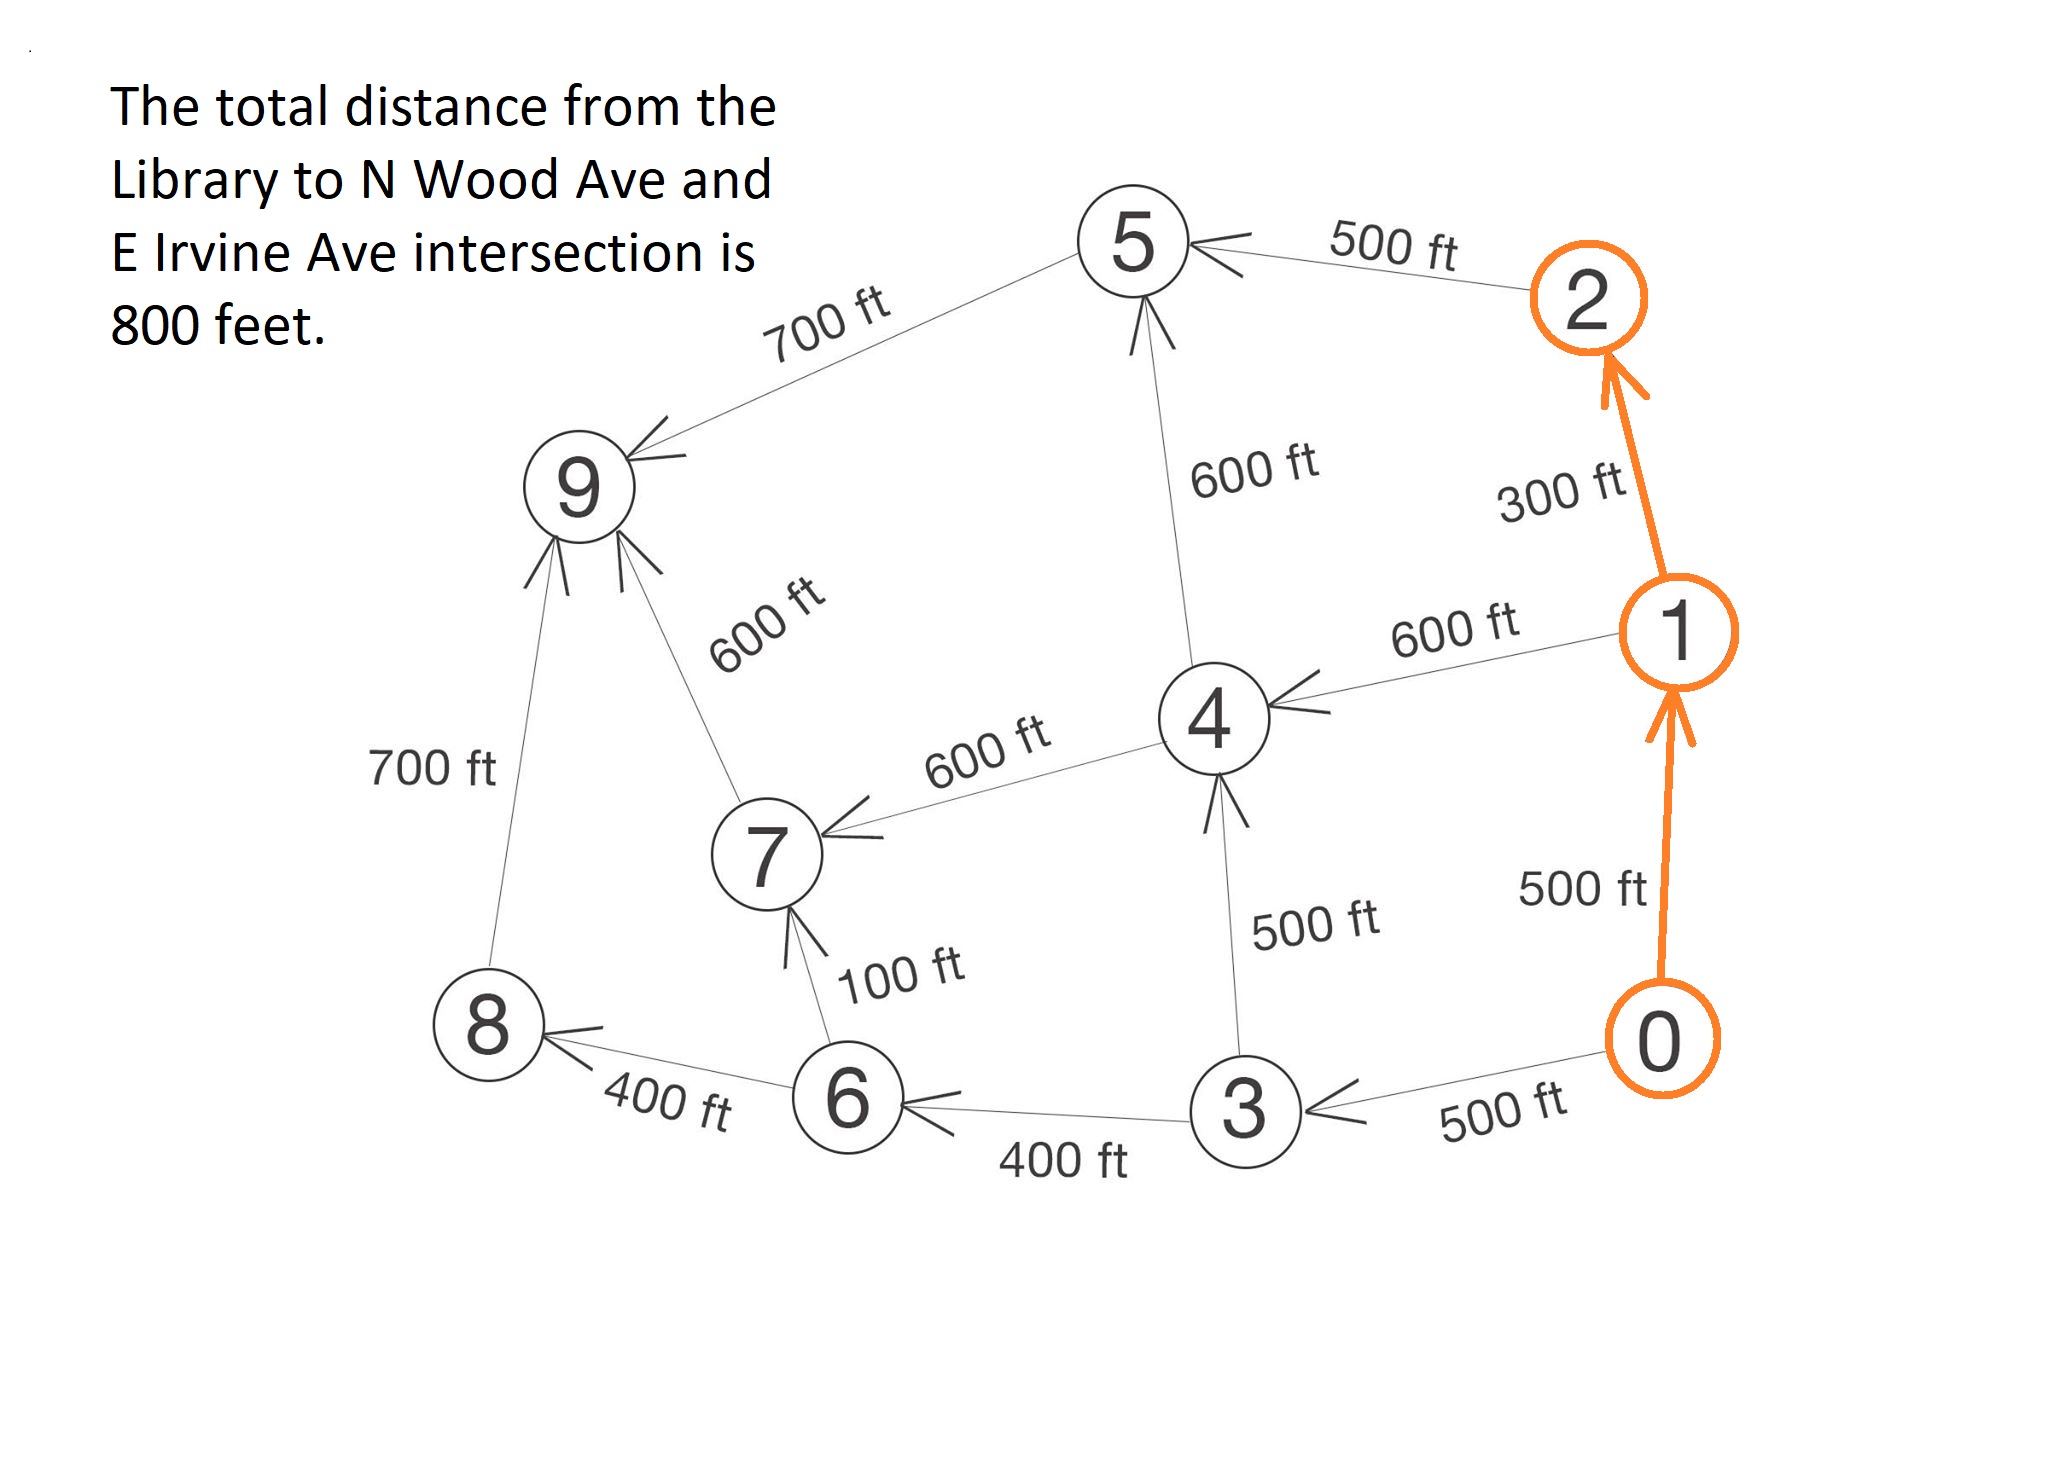 The total distance from the
Library to N Wood Ave and
E Irvine Ave intersection is
800 feet.
5
500 ft
2
700 ft
9
600 ft
300 ft
600 ft
600 ft
1
4
600 ft
700 ft
7
500 ft
500 ft
100 ft
8
0
6
400 ft
3
500 ft
400 ft